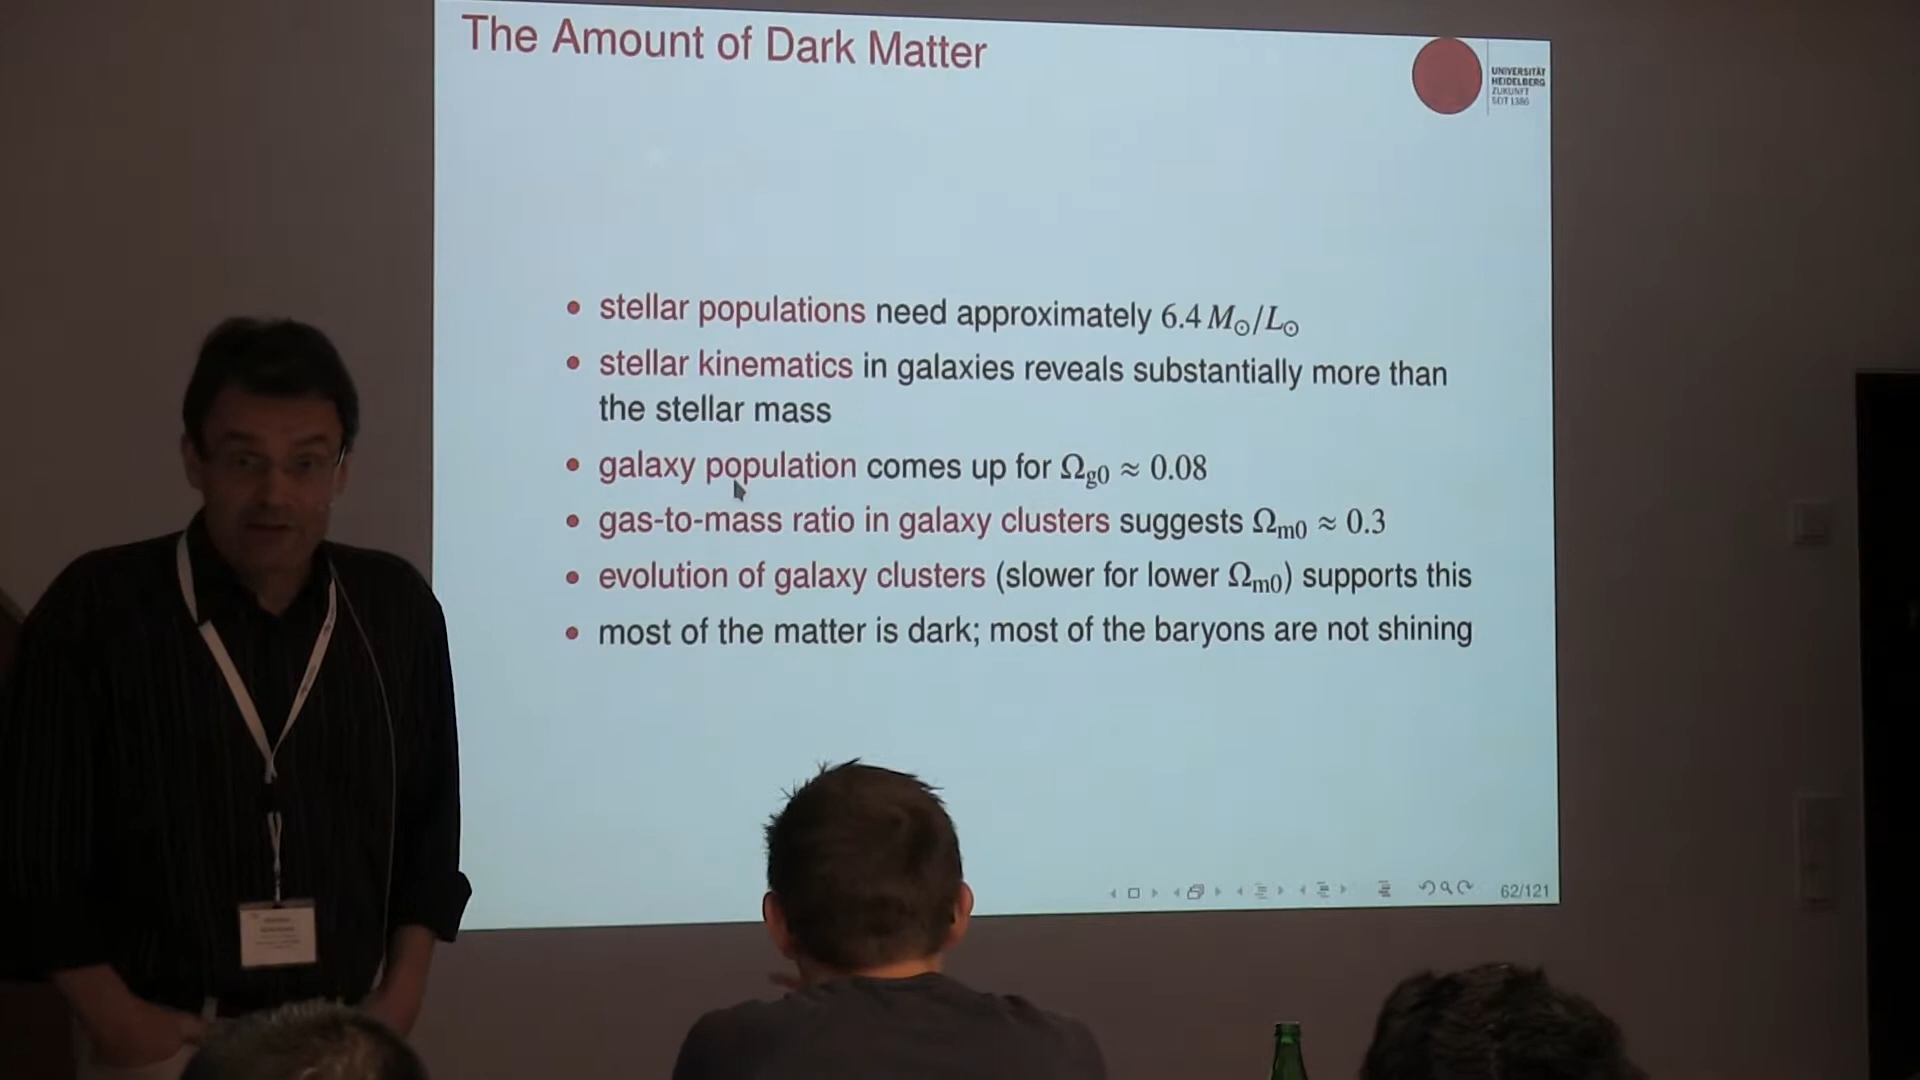 The Amount of Dark Matter
UNIVERSITÄT
HEIDELBERG
ZUKUNFT
SEIT 1386
• stellar populations need approximately 6.4 M⊙/L⊙
• stellar kinematics in galaxies reveals substantially more than
the stellar mass
• galaxy population comes up for Ωg0 ≈ 0.08
• gas-to-mass ratio in galaxy clusters suggests Ωm0 ≈ 0.3
• evolution of galaxy clusters (slower for lower Ωm0) supports this
• most of the matter is dark; most of the baryons are not shining
62/121